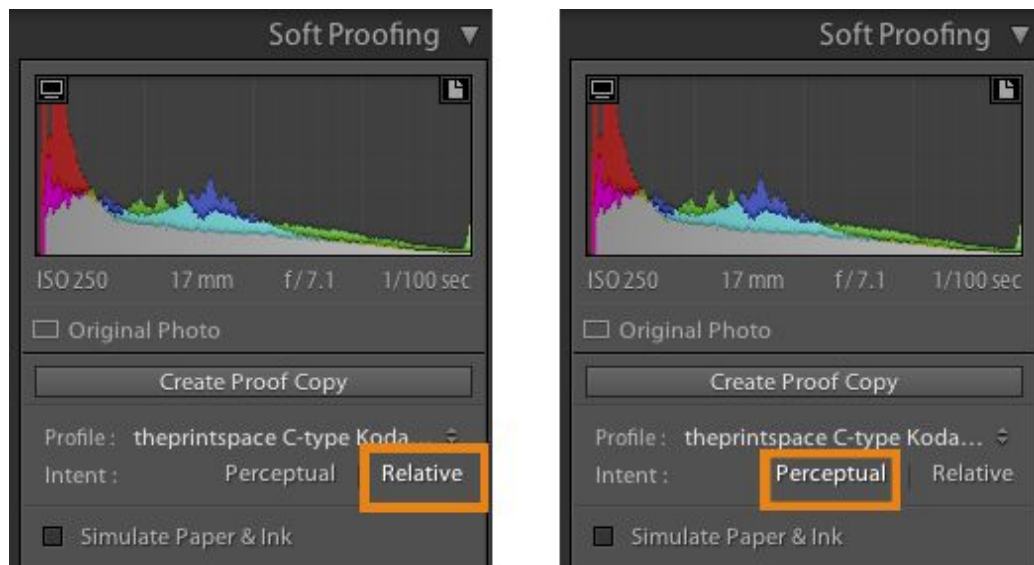 Soft Proofing
ISO 250 17 mm f/7.1 1/100 sec
Original Photo
Create Proof Copy
Profile : theprintspace C-type Koda...
Intent : Perceptual Relative
Simulate Paper & Ink
Soft Proofing
ISO 250 17 mm f/7.1 1/100 sec
Original Photo
Create Proof Copy
Profile : theprintspace C-type Koda...
Intent : Perceptual Relative
Simulate Paper & Ink